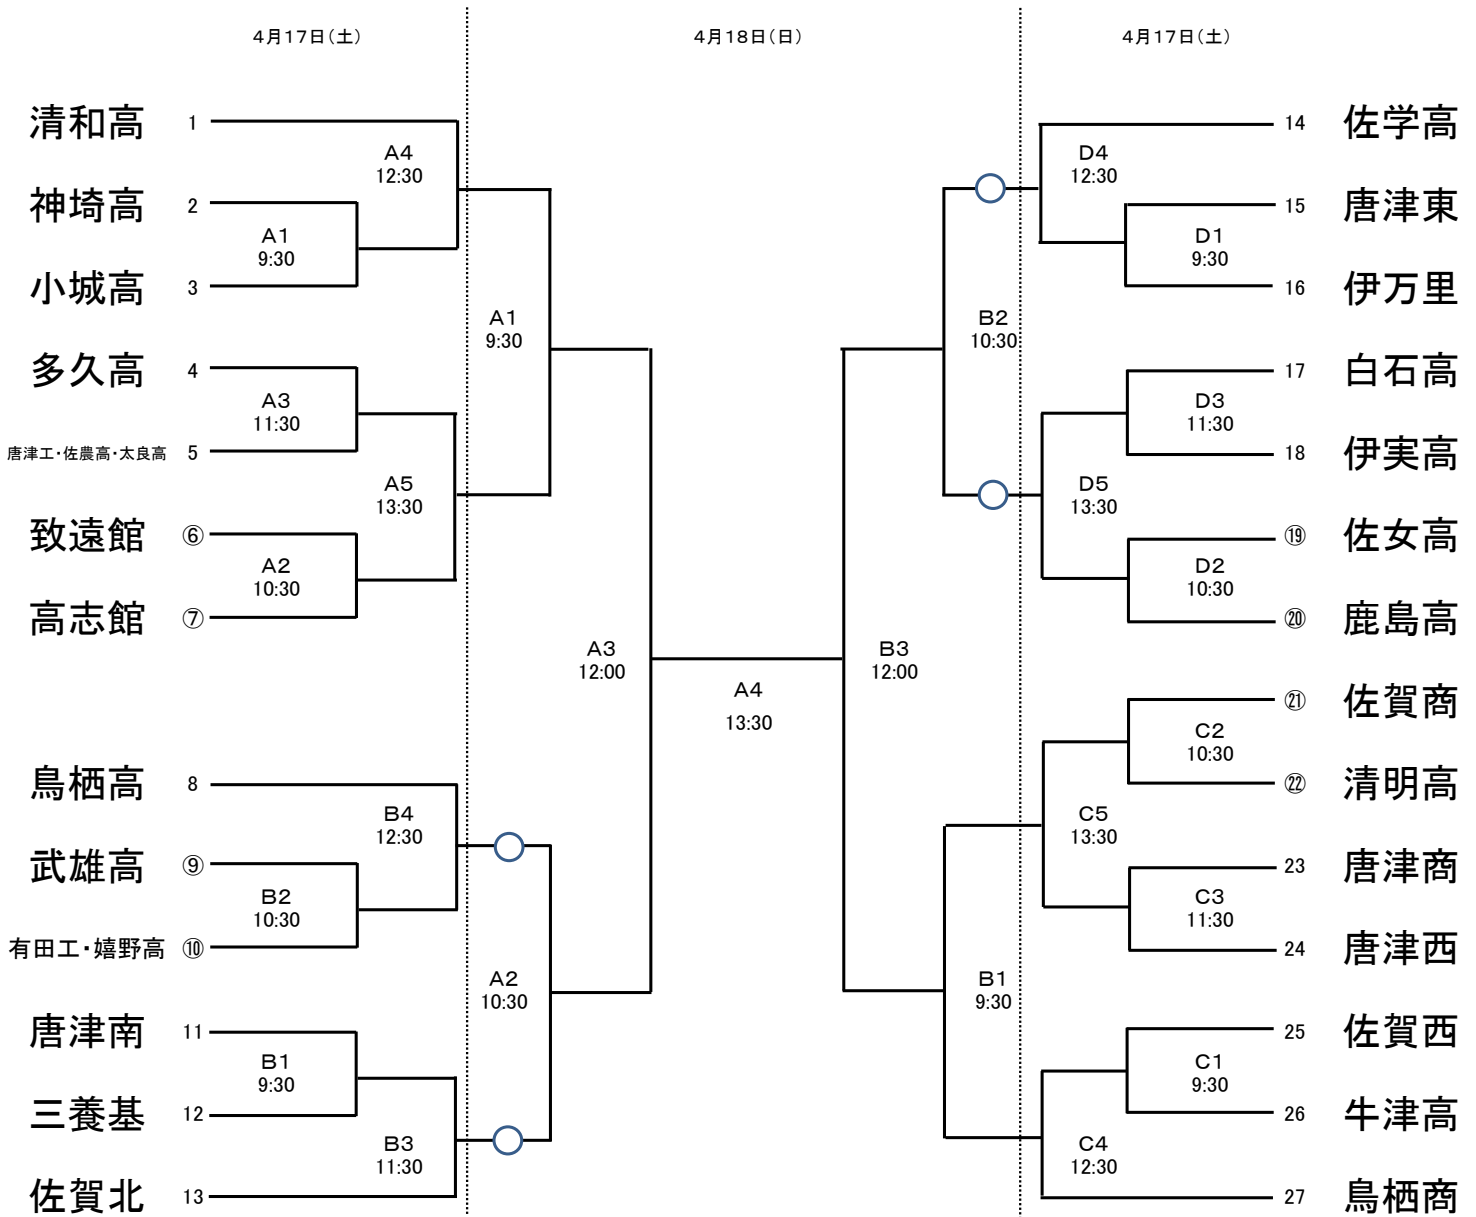 4月17日(土)
4月18日(日)
4月17日(土)
清和高 1
神埼高 2
小城高 3
多久高 4
唐津工・佐農高・太良高 5
致遠館 ⑥
高志館 ⑦
鳥栖高 8
武雄高 ⑨
有田工・嬉野高 ⑩
唐津南 11
三養基 12
佐賀北 13
A4
12:30
A1
9:30
A3
11:30
A5
13:30
A2
10:30
B4
12:30
B2
10:30
B1
9:30
B3
11:30
A1
9:30
A2
10:30
A3
12:00
A4
13:30
B3
12:00
B2
10:30
B1
9:30
D4
12:30
D1
9:30
D3
11:30
D5
13:30
D2
10:30
C2
10:30
C5
13:30
C3
11:30
C1
9:30
C4
12:30
14 佐学高
15 唐津東
16 伊万里
17 白石高
18 伊実高
⑲ 佐女高
⑳ 鹿島高
㉑ 佐賀商
㉒ 清明高
23 唐津商
24 唐津西
25 佐賀西
26 牛津高
27 鳥栖商